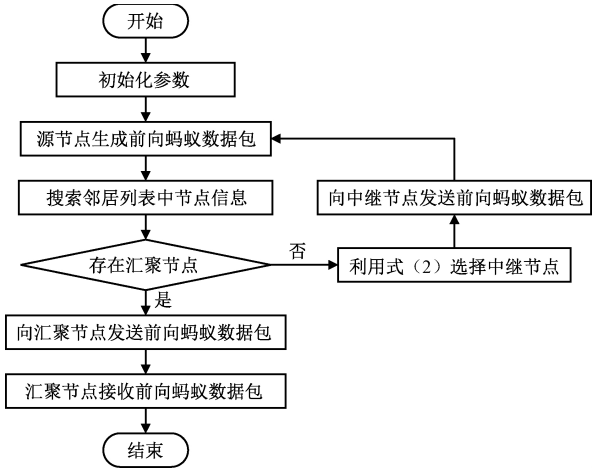 开始
初始化参数
源节点生成前向蚂蚁数据包
搜索邻居列表中节点信息
向中继节点发送前向蚂蚁数据包
存在汇聚节点
否
利用式（2）选择中继节点
是
向汇聚节点发送前向蚂蚁数据包
汇聚节点接收前向蚂蚁数据包
结束